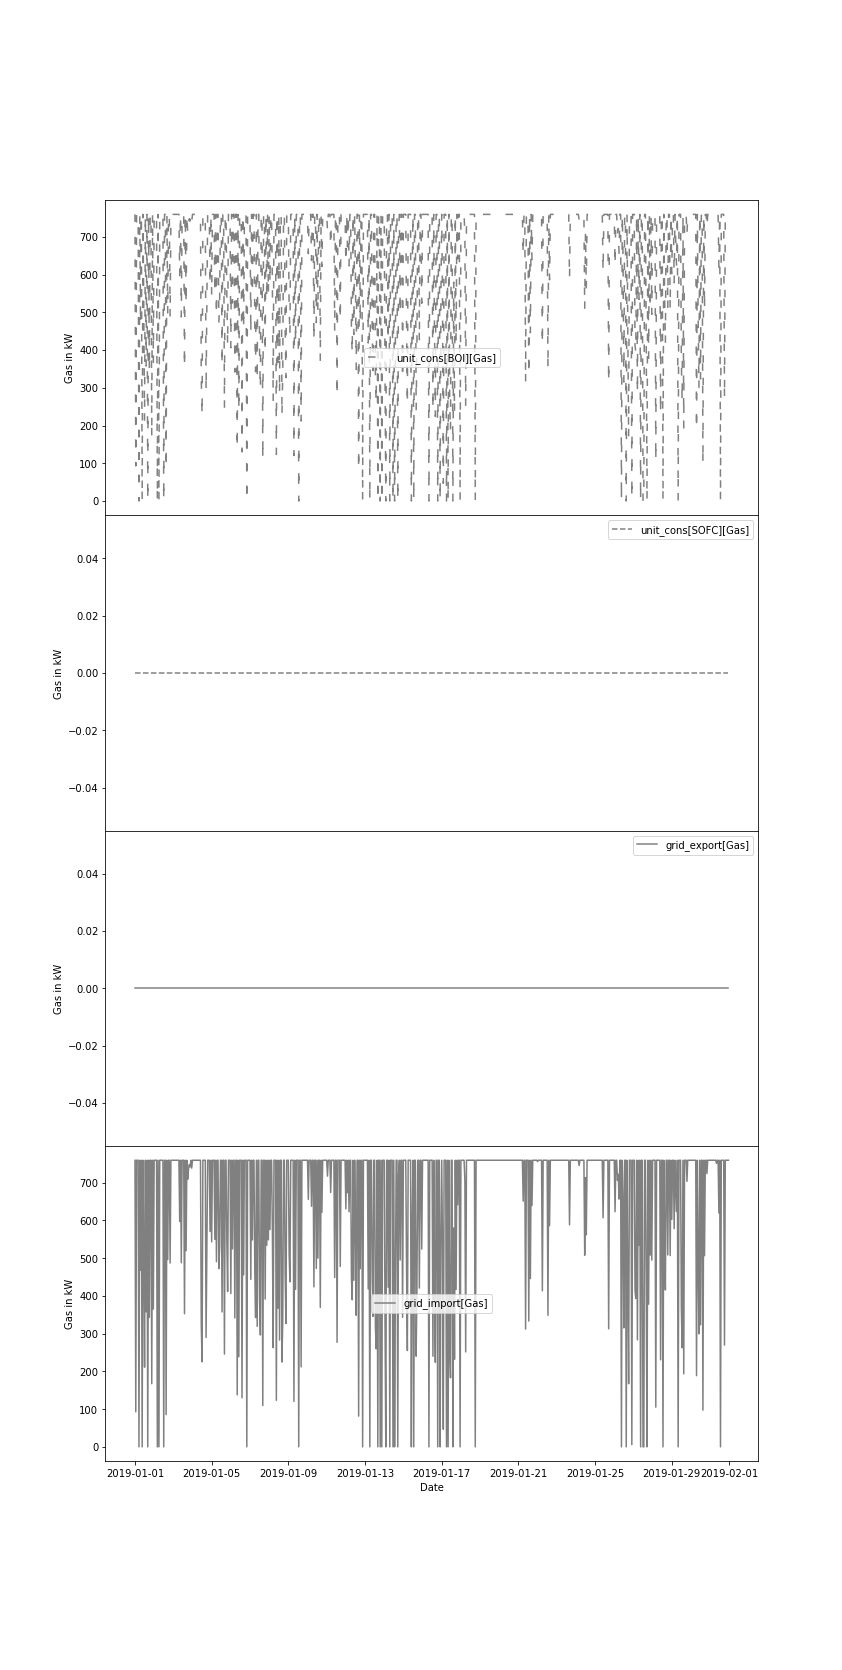 700
600
500
400
300
200
100
0
Gas in kW
unit_cons[BOI][Gas]
unit_cons[SOFC][Gas]
0.04
0.02
0.00
−0.02
−0.04
Gas in kW
grid_export[Gas]
0.04
0.02
0.00
−0.02
−0.04
Gas in kW
700
600
500
400
300
200
100
0
Gas in kW
grid_import[Gas]
2019-01-01 2019-01-05 2019-01-09 2019-01-13 2019-01-17 2019-01-21 2019-01-25 2019-01-29 2019-02-01
Date